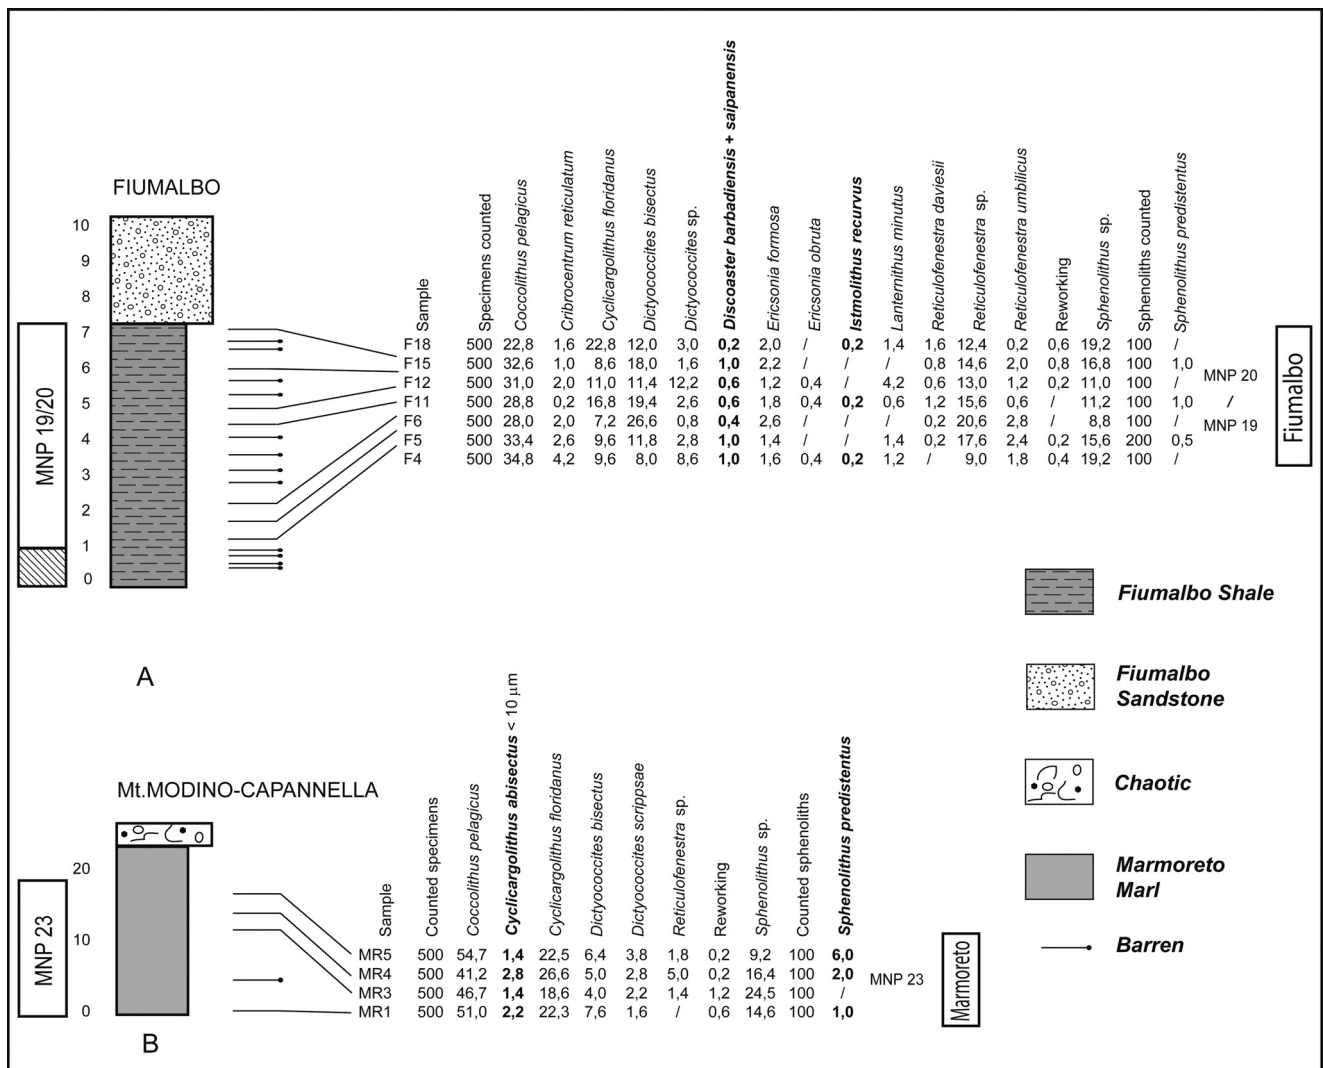 FIUMALBO
10
9
8
7
6
5
4
3
2
1
0
MNP 19/20
A
Sample
Specimens counted
Coccolithus pelagicus
Cribrocentrum reticulatum
Cyclicargolithus floridanus
Dictyoccites bisectus
Dictyococcites sp.
Discoaster barbadiensis + saipanensis
Ericsonia formosa
Ericsonia obruta
Istmolithus recurvus
Lanternithus minutus
Reticulofenestra daviesii
Reticulofenestra sp.
Reticulofenestra umbilicus
Reworking
Sphenolithus sp.
Sphenoliths counted
Sphenolithus predistentus
F18 500 22,8 1,6 22,8 12,0 3,0 0,2 2,0 / 0,2 1,4 1,6 12,4 0,2 0,6 19,2 100 /
F15 500 32,6 1,0 8,6 18,0 1,6 1,0 2,2 / / / 0,8 14,6 2,0 0,8 16,8 100 1,0
F12 500 31,0 2,0 11,0 11,4 12,2 0,6 1,2 0,4 / 4,2 0,6 13,0 1,2 0,2 11,0 100 /
F11 500 28,8 0,2 16,8 19,4 2,6 0,6 1,8 0,4 0,2 0,6 1,2 15,6 0,6 / 11,2 100 1,0
F6 500 28,0 2,0 7,2 26,6 0,8 0,4 2,6 / / / 0,2 20,6 2,8 / 8,8 100 /
F5 500 33,4 2,6 9,6 11,8 2,8 1,0 1,4 / / 1,4 0,2 17,6 2,4 0,2 15,6 200 0,5
F4 500 34,8 4,2 9,6 8,0 8,6 1,0 1,6 0,4 0,2 1,2 / 9,0 1,8 0,4 19,2 100 /
MNP 20
/
MNP 19
Fiumalbo
Fiumalbo Shale
Fiumalbo
Sandstone
Chaotic
Marmoreto
Marl
Barren
Mt.MODINO-CAPANNELLA
20
10
0
MNP 23
B
Sample
Counted specimens
Coccolithus pelagicus
Cyclicargolithus abisectus < 10 µm
Cyclicargolithus floridanus
Dictyococcites bisectus
Dictyococcites scrippsae
Reticulofenestra sp.
Reworking
Sphenolithus sp.
Counted sphenoliths
Sphenolithus predistentus
MR5 500 54,7 1,4 22,5 6,4 3,8 1,8 0,2 9,2 100 6,0
MR4 500 41,2 2,8 26,6 5,0 2,8 5,0 0,2 16,4 100 2,0
MR3 500 46,7 1,4 18,6 4,0 2,2 1,4 1,2 24,5 100 /
MR1 500 51,0 2,2 22,3 7,6 1,6 / 0,6 14,6 100 1,0
MNP 23
Marmoreto